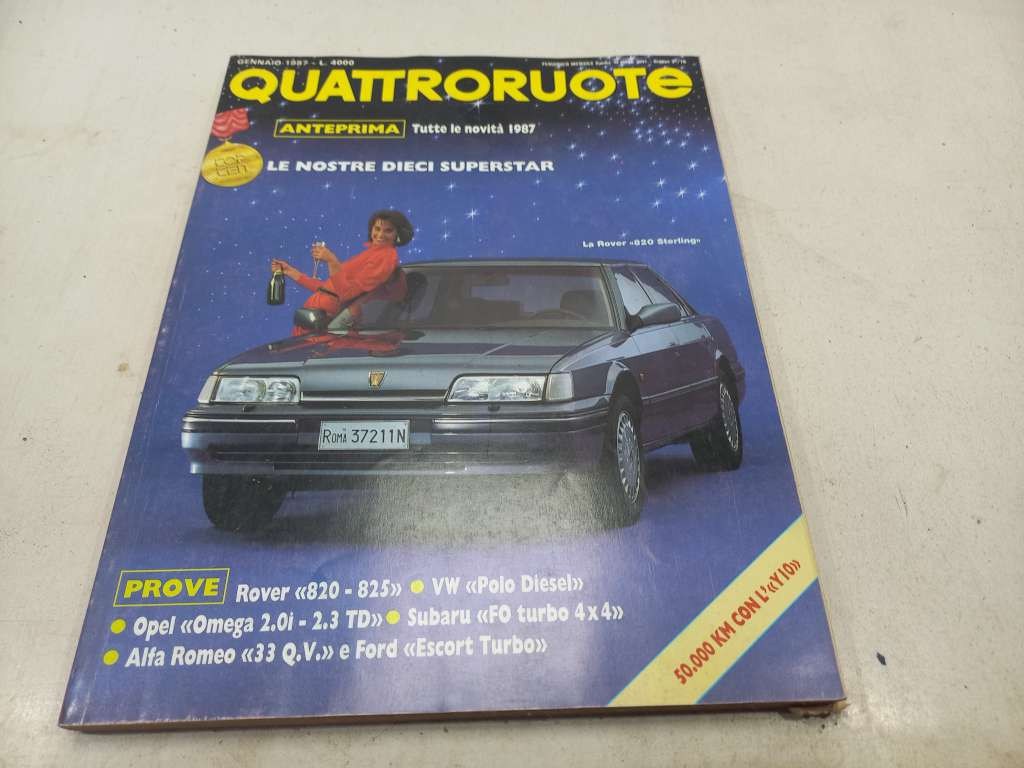 GENNAIO 1987 - L. 4000
QUATTRORUOTE
ANTEPRIMA Tutte le novità 1987
LE NOSTRE DIECI SUPERSTAR
La Rover «820 Sterling»
ROMA 37211N
PROVE Rover «820 - 825» • VW «Polo Diesel»
• Opel «Omega 2.0i - 2.3 TD» • Subaru «FO turbo 4x4»
• Alfa Romeo «33 Q.V.» e Ford «Escort Turbo»
50.000 KM CON L'«Y10»